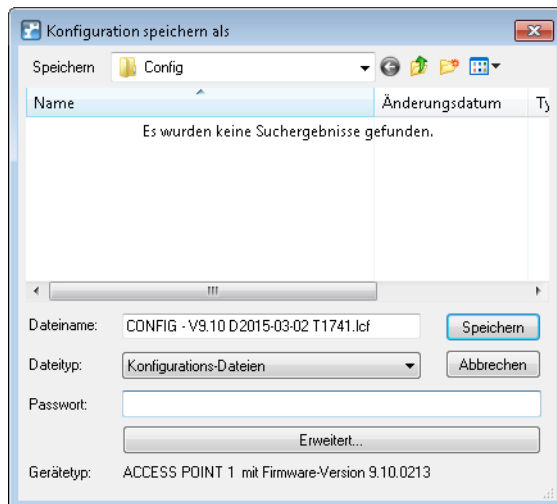 Konfiguration speichern als
Speichern Config
Name Änderungsdatum Ty
Es wurden keine Suchergebnisse gefunden.
Dateiname: CONFIG - V9.10 D2015-03-02 T1741.lcf Speichern
Dateityp: Konfigurations-Dateien Abbrechen
Passwort:
Erweitert...
Gerätetyp: ACCESS POINT 1 mit Firmware-Version 9.10.0213